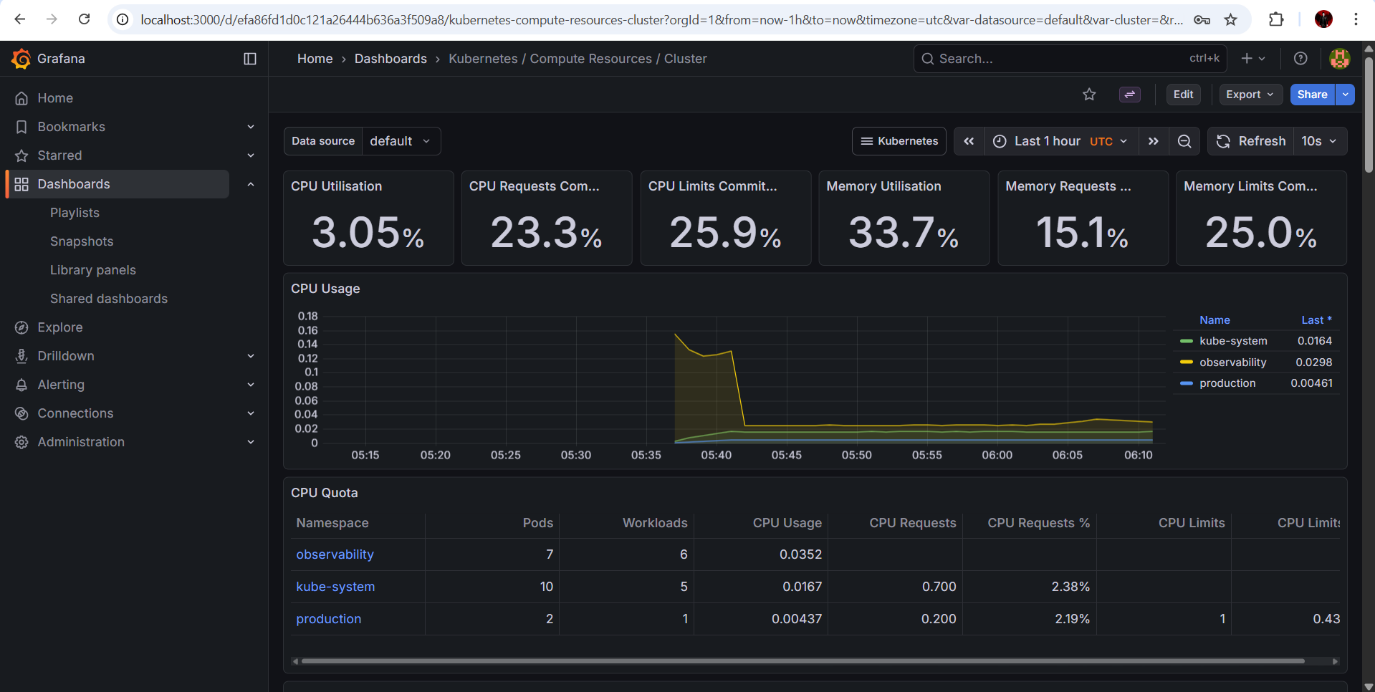 localhost:3000/d/efa86fd1d0c121a26444b636a3f509a8/kubernetes-compute-resources-cluster?orgId=1&from=now-1h&to=now&timezone=utc&var-datasource=default&var-cluster=&r...
Grafana
Home › Dashboards › Kubernetes / Compute Resources / Cluster
Search... ctrl+k
Home
Bookmarks
Starred
Dashboards
Playlists
Snapshots
Library panels
Shared dashboards
Explore
Drilldown
Alerting
Connections
Administration
Edit Export Share
Data source default Kubernetes Last 1 hour UTC Refresh 10s
CPU Utilisation
3.05%
CPU Requests Com...
23.3%
CPU Limits Commit...
25.9%
Memory Utilisation
33.7%
Memory Requests ...
15.1%
Memory Limits Com...
25.0%
CPU Usage
0.18
0.16
0.14
0.12
0.1
0.08
0.06
0.04
0.02
0
05:15 05:20 05:25 05:30 05:35 05:40 05:45 05:50 05:55 06:00 06:05 06:10
Name Last *
kube-system 0.0164
observability 0.0298
production 0.00461
CPU Quota
Namespace Pods Workloads CPU Usage CPU Requests CPU Requests % CPU Limits CPU Limits
observability 7 6 0.0352
kube-system 10 5 0.0167 0.700 2.38%
production 2 1 0.00437 0.200 2.19% 1 0.43